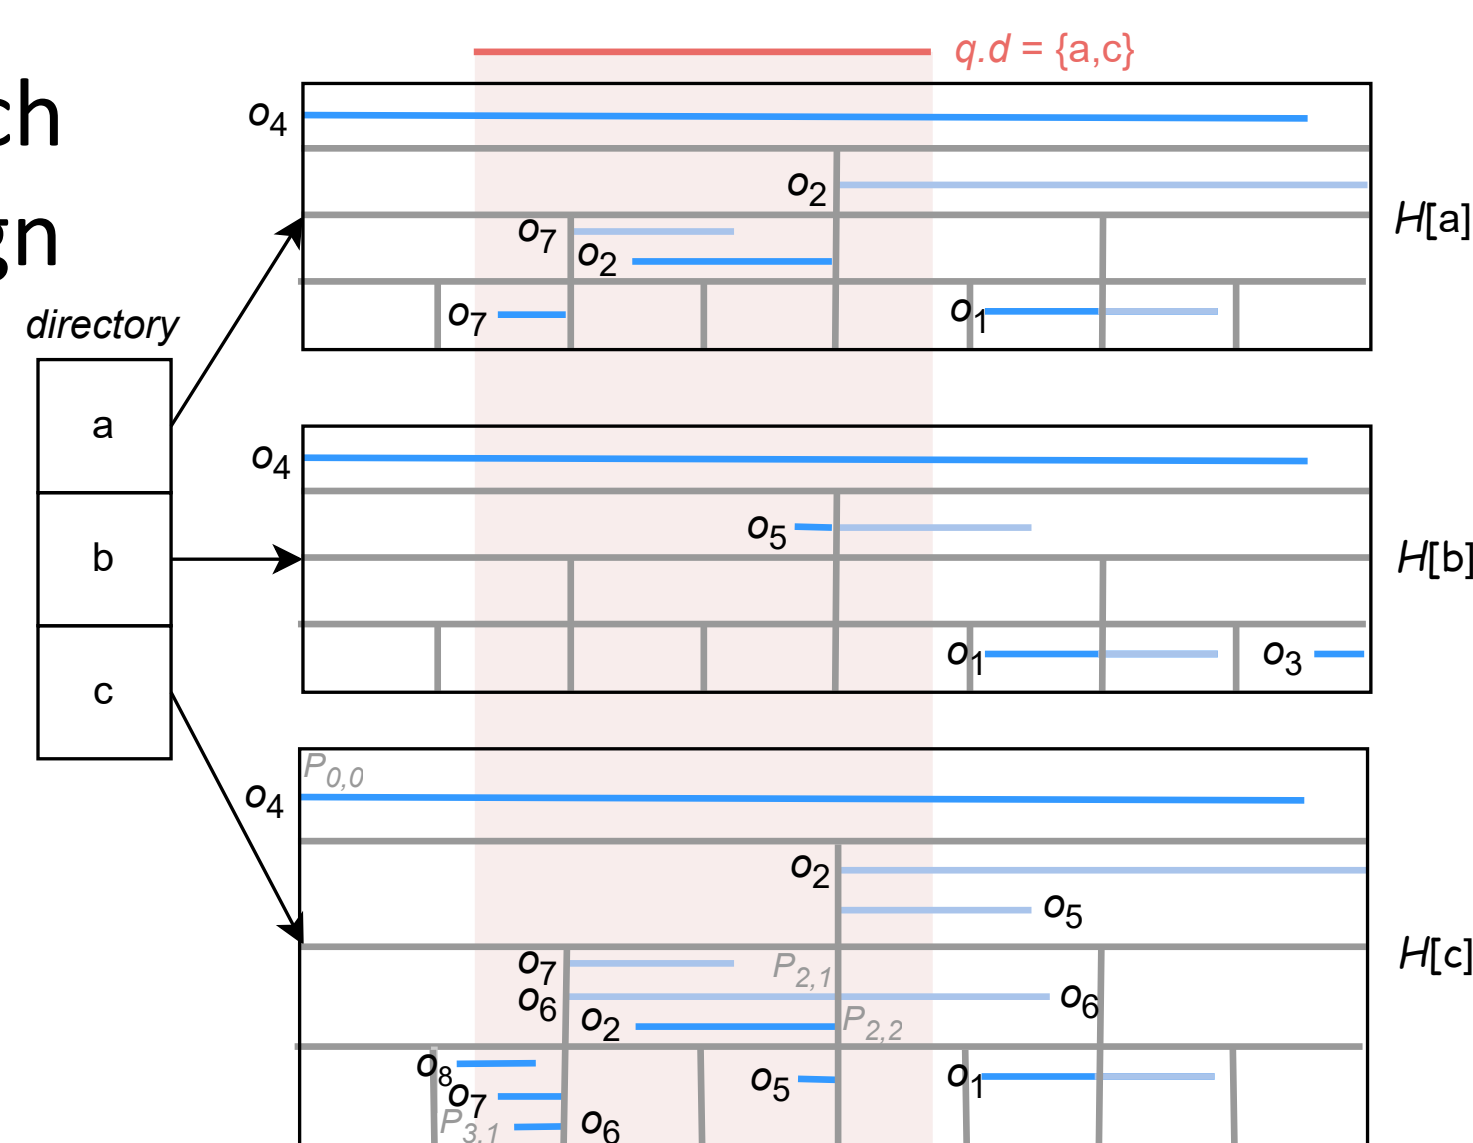 q.d = {a,c}
ch
gn
o4
o2
o7
o2
o7
o1
H[a]
directory
a
b
c
o4
o5
o1
o3
H[b]
P0,0
o4
o2
o5
o7
P2,1
o6
o6
o2
P2,2
H[c]
o8
o7
o5
o1
P3,1
o6